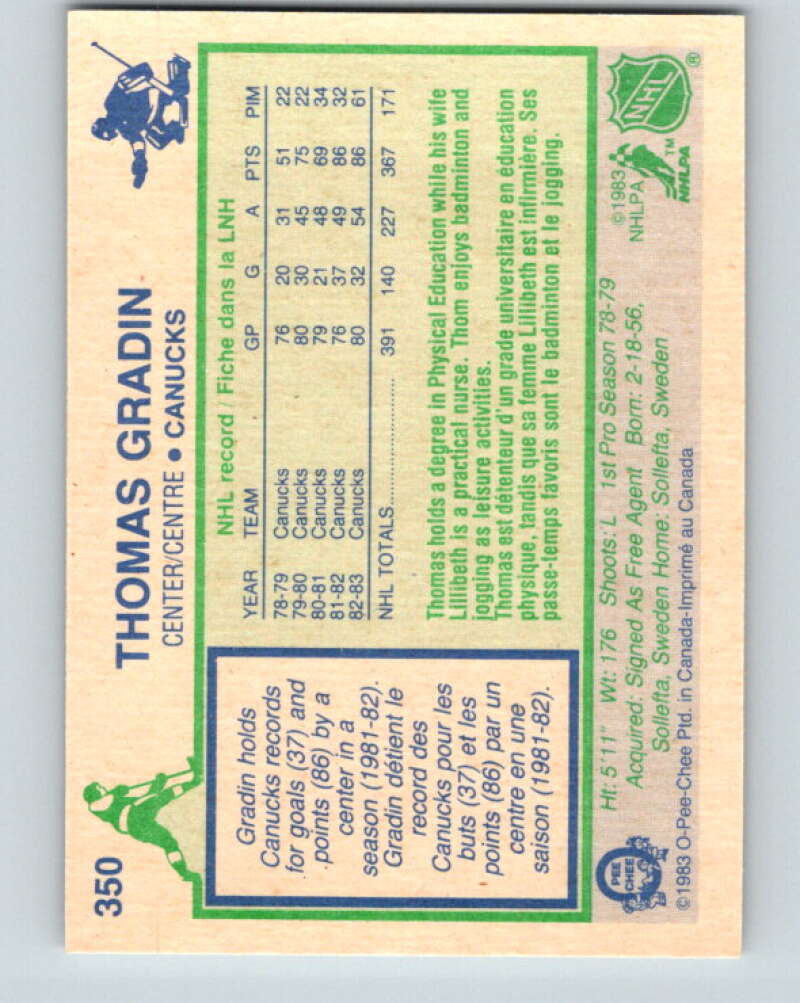 350
THOMAS GRADIN
CENTER/CENTRE • CANUCKS
Gradin holds
Canucks records
for goals (37) and
points (86) by a
center in a
season (1981-82).
Gradin détient le
record des
Canucks pour les
buts (37) et les
points (86) par un
centre en une
saison (1981-82).
NHL record / Fiche dans la LNH
YEAR TEAM GP G A PTS PIM
78-79 Canucks 76 20 31 51 22
79-80 Canucks 80 30 45 75 22
80-81 Canucks 79 21 48 69 34
81-82 Canucks 76 37 49 86 32
82-83 Canucks 80 32 54 86 61
NHL TOTALS.................... 391 140 227 367 171
Thomas holds a degree in Physical Education while his wife
Lillibeth is a practical nurse. Thom enjoys badminton and
jogging as leisure activities.
Thomas est détenteur d'un grade universitaire en éducation
physique, tandis que sa femme Lillibeth est infirmière. Ses
passe-temps favoris sont le badminton et le jogging.
Ht: 5'11" Wt: 176 Shoots: L 1st Pro Season 78-79
Acquired: Signed As Free Agent Born: 2-18-56,
Sollefta, Sweden Home: Sollefta, Sweden
©1983 O-Pee-Chee Ptd. in Canada-Imprimé au Canada
O PEE CHEE
©1983
NHLPA
NHLPA
TM
NHL
®